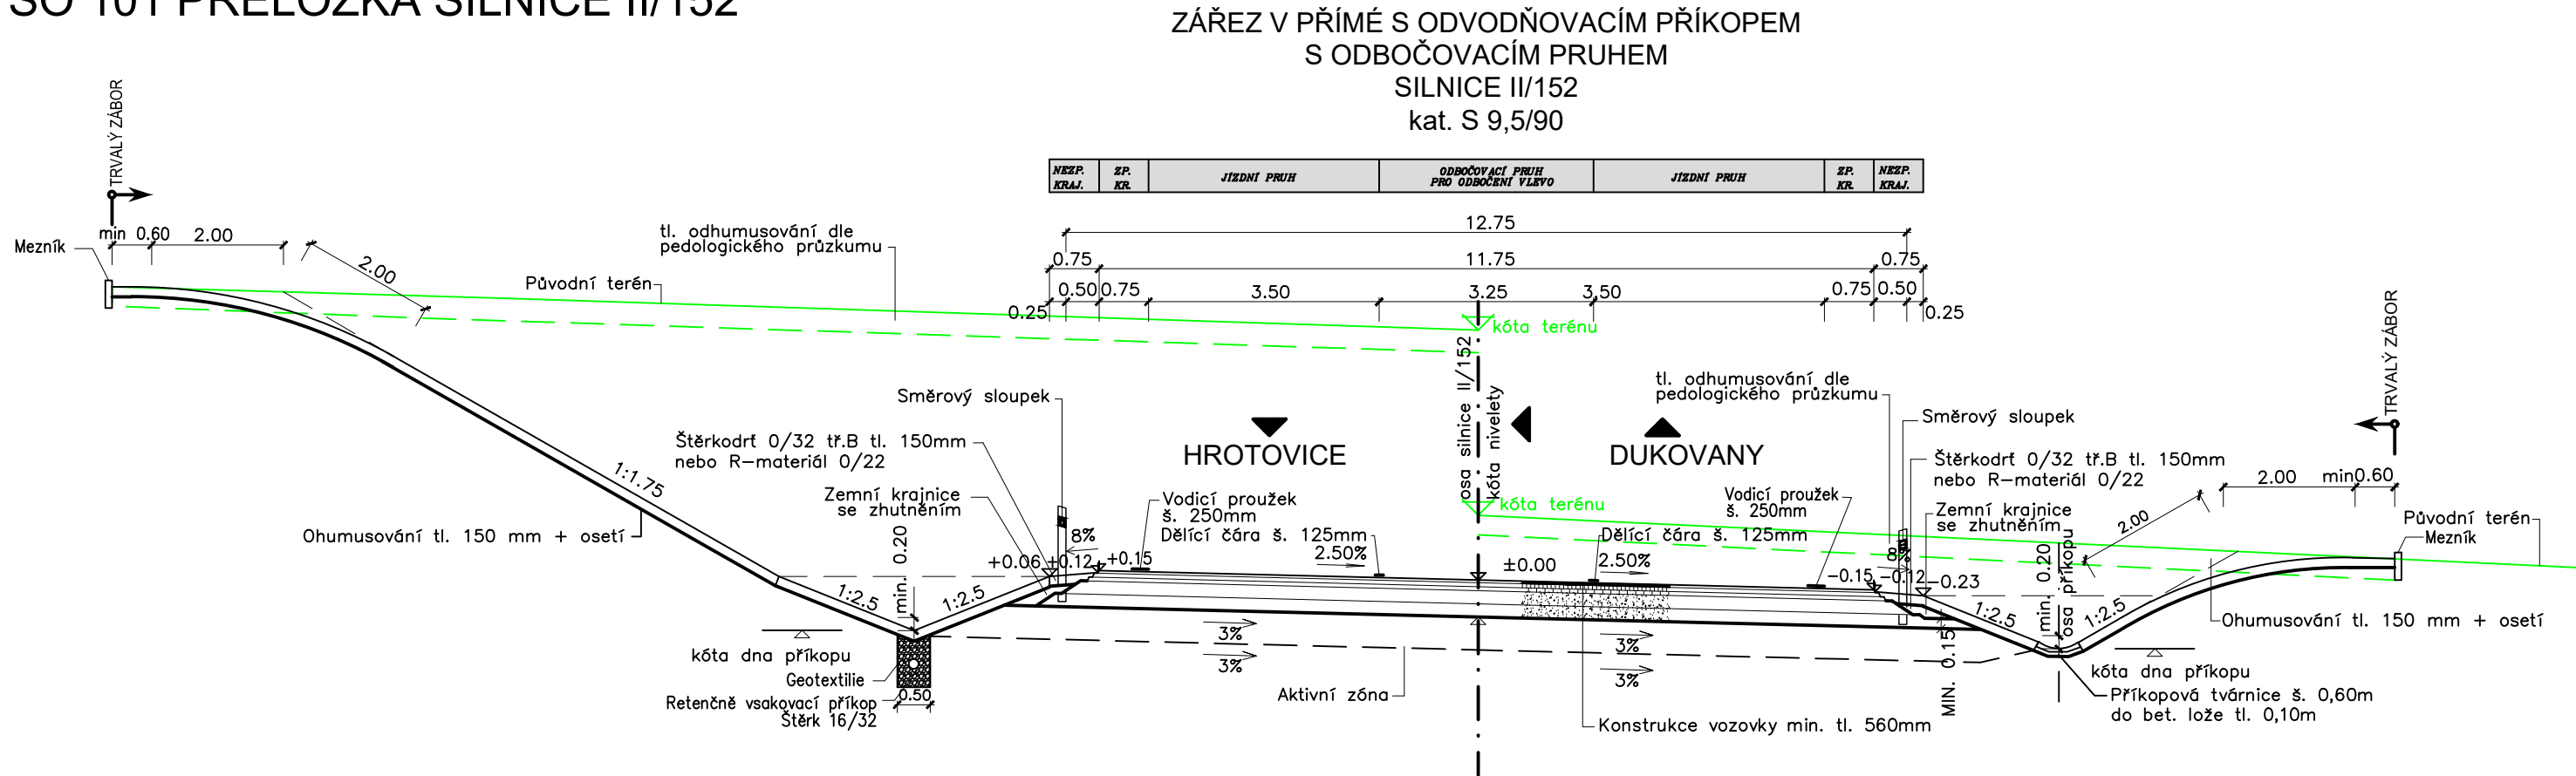 SO 101 PŘELOŽKA SILNICE II/152
ZÁŘEZ V PŘÍMÉ S ODVODŇOVACÍM PŘÍKOPEM
S ODBOČOVACÍM PRUHEM
SILNICE II/152
kat. S 9,5/90
TRVALÝ ZÁBOR
NEZP. KRAJ.
ZP. KR.
JÍZDNÍ PRUH
ODBOČOVACÍ PRUH
PRO ODBOČENÍ VLEVO
JÍZDNÍ PRUH
ZP. KR.
NEZP. KRAJ.
12.75
0.75 11.75 0.75
0.25 0.50 0.75 3.50 3.25 3.50 0.75 0.50 0.25
Mezník
min 0.60 2.00
2.00
tl. odhumusování dle
pedologického průzkumu
Původní terén
kóta terénu
osa silnice II/152
kóta nivelety
TRVALÝ ZÁBOR
Směrový sloupek
Štěrkodrť 0/32 tř.B tl. 150mm
nebo R-materiál 0/22
Zemní krajnice
se zhutněním
1:1.75
Ohumusování tl. 150 mm + osetí
HROTOVICE
DUKOVANY
tl. odhumusování dle
pedologického průzkumu
Směrový sloupek
Štěrkodrť 0/32 tř.B tl. 150mm
nebo R-materiál 0/22
Zemní krajnice
se zhutněním
2.00 min0.60
2.00
Původní terén
Mezník
kóta terénu
Vodicí proužek
š. 250mm
Dělící čára š. 125mm
Vodicí proužek
š. 250mm
Dělící čára š. 125mm
8%
+0.06 +0.12 +0.15
2.50%
±0.00
2.50%
-0.15 -0.12 -0.23
8%
1:2.5
min. 0.20
1:2.5
1:2.5
min. 0.20
osa příkopu
1:2.5
Ohumusování tl. 150 mm + osetí
3%
3%
3%
3%
kóta dna příkopu
Geotextilie
Retenčně vsakovací příkop
Štěrk 16/32
0.50
Aktivní zóna
Konstrukce vozovky min. tl. 560mm
MIN. 0.15
kóta dna příkopu
Příkopová tvárnice š. 0,60m
do bet. lože tl. 0,10m